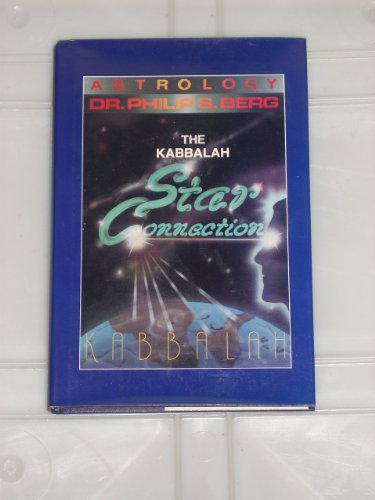 ASTROLOGY
DR. PHILIP S. BERG
THE
KABBALAH
Star
Connection
KABBALAH